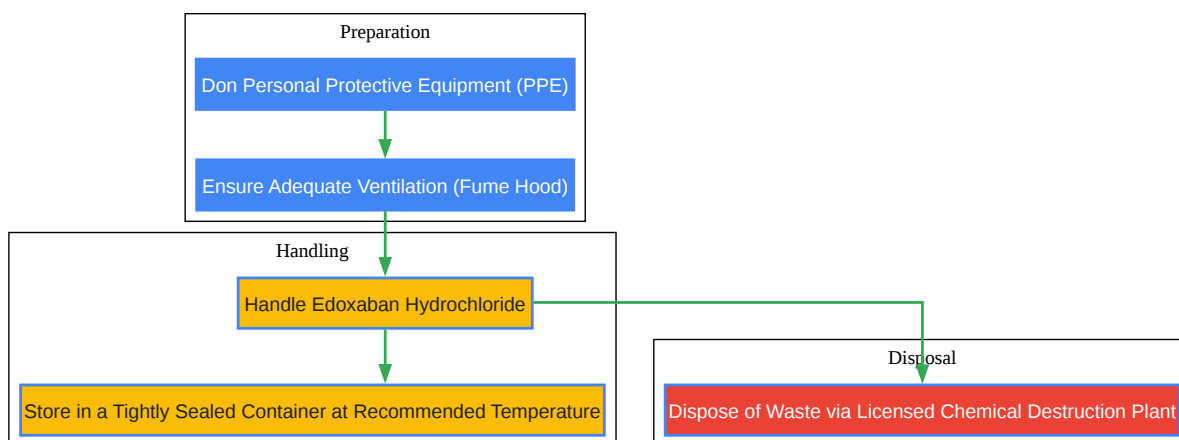 Preparation
Don Personal Protective Equipment (PPE)
Ensure Adequate Ventilation (Fume Hood)
Handling
Handle Edoxaban Hydrochloride
Store in a Tightly Sealed Container at Recommended Temperature
Disposal
Dispose of Waste via Licensed Chemical Destruction Plant